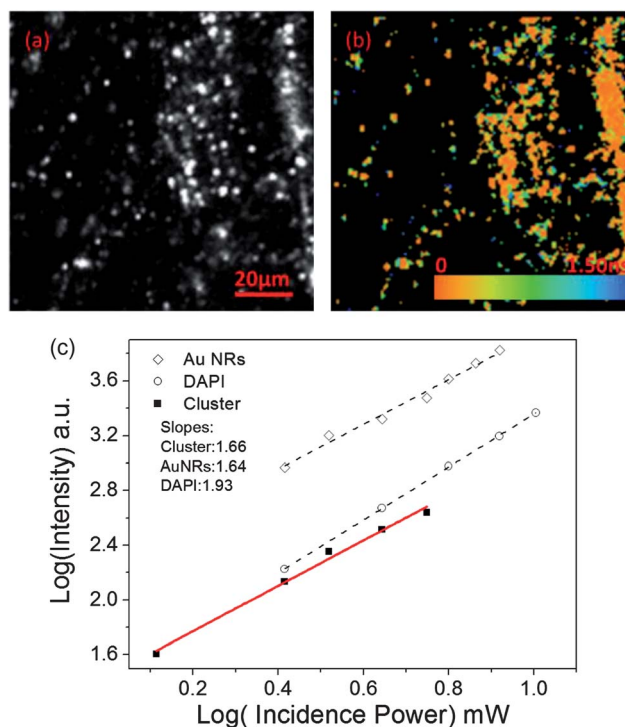 (a)
(b)
20μm
0
1.50ns
(c)
Au NRs
DAPI
Cluster
Slopes:
Cluster:1.66
AuNRs:1.64
DAPI:1.93
Log(Intensity) a.u.
3.6
3.2
2.8
2.4
2.0
1.6
0.2
0.4
0.6
0.8
1.0
Log( Incidence Power) mW